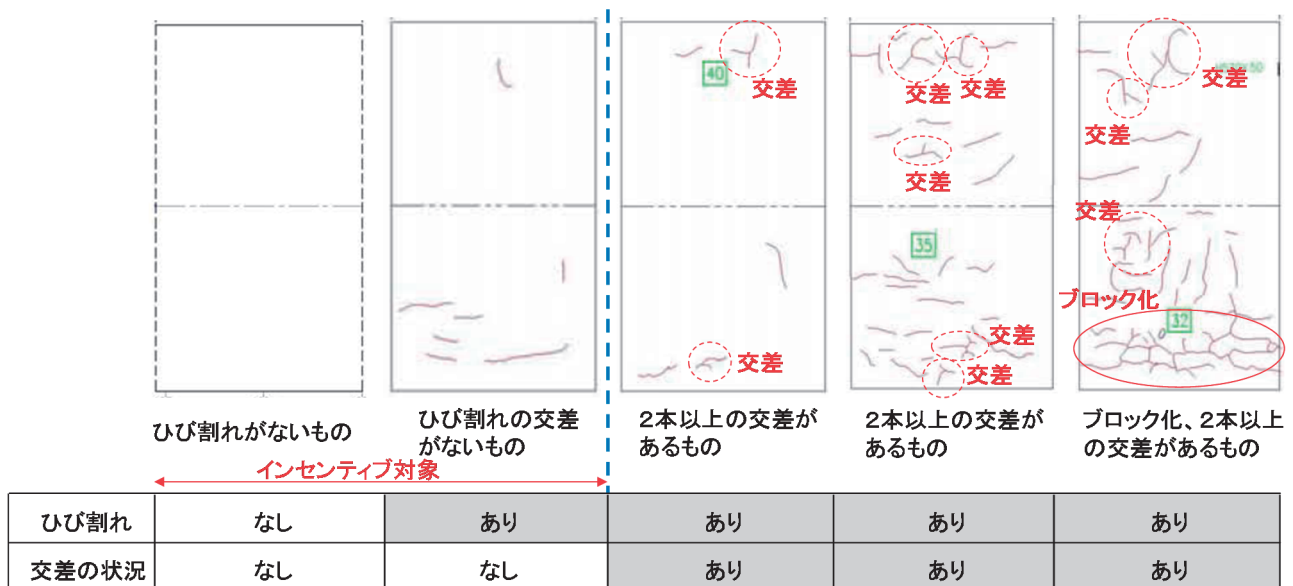 40
交差
交差 交差
交差
交差
交差
35
交差
交差
交差
交差
ブロック化
32
交差
交差
ひび割れがないもの
ひび割れの交差
がないもの
2本以上の交差が
あるもの
2本以上の交差が
あるもの
ブロック化、2本以上
の交差があるもの
インセンティブ対象
ひび割れ なし あり あり あり あり
交差の状況 なし なし あり あり あり